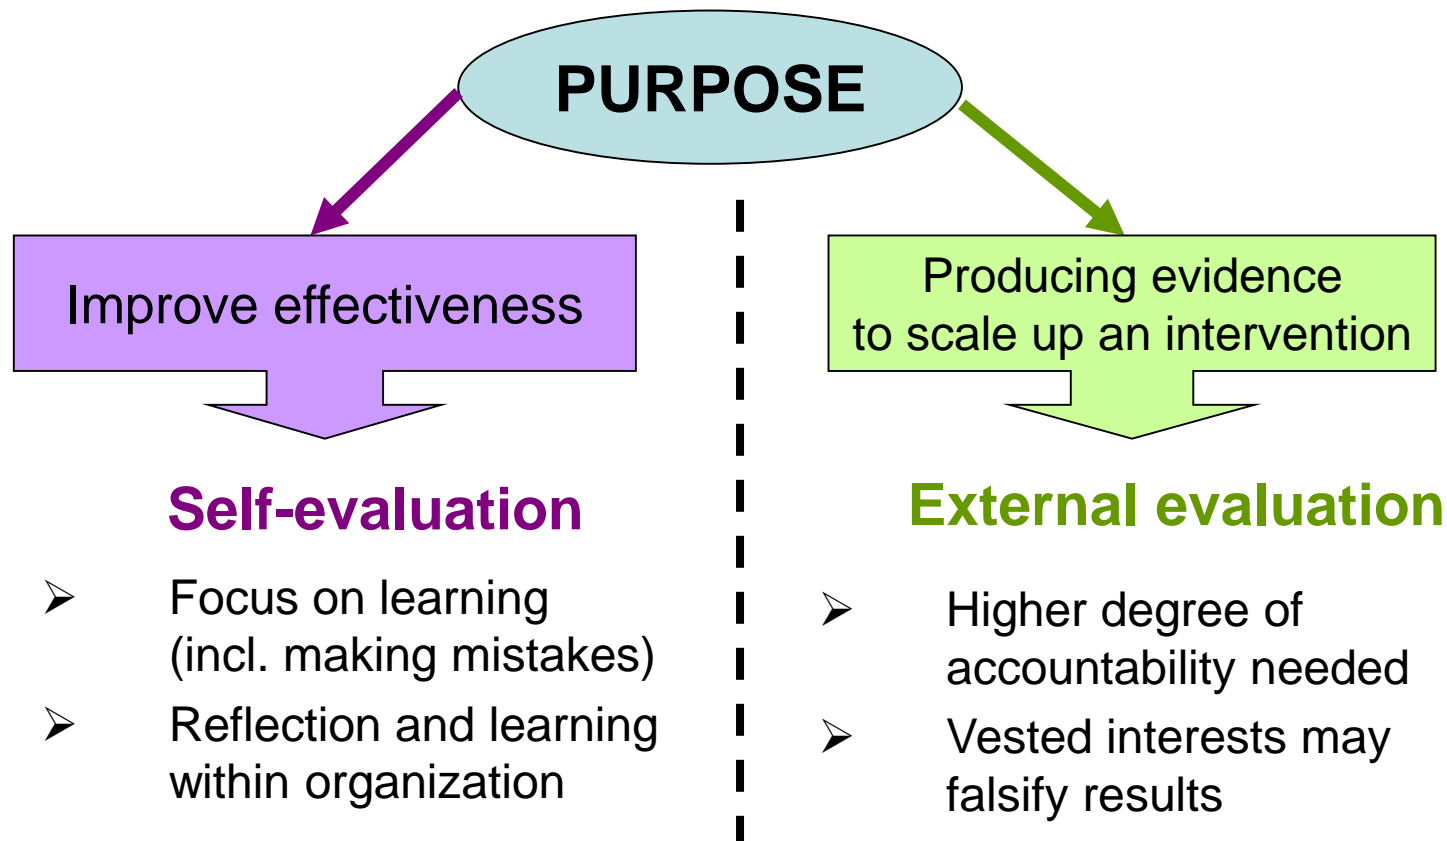 PURPOSE
Improve effectiveness
Self-evaluation
➢ Focus on learning
(incl. making mistakes)
➢ Reflection and learning
within organization
Producing evidence
to scale up an intervention
External evaluation
➢ Higher degree of
accountability needed
➢ Vested interests may
falsify results